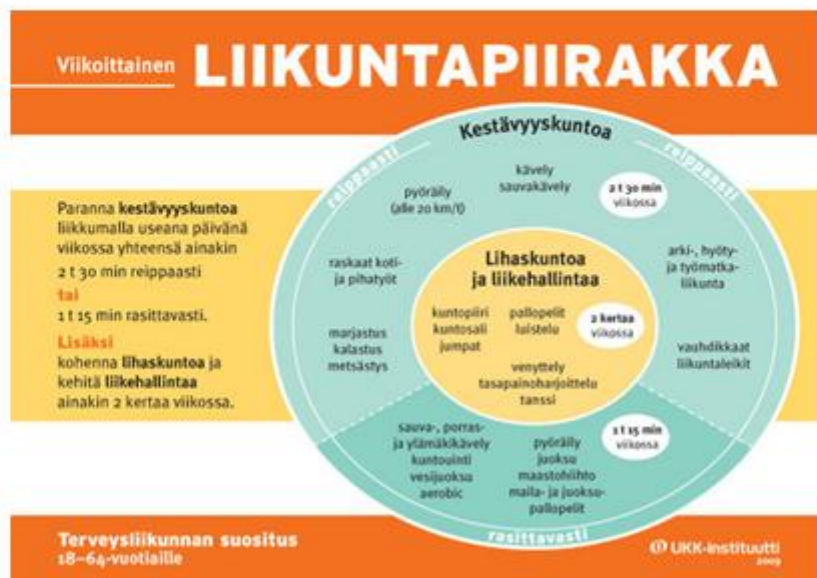 Viikoittainen LIIKUNTAPIIRAKKA
Paranna kestävyyskuntoa
liikkumalla useana päivänä
viikossa yhteensä ainakin
2 t 30 min reippaasti
tai
1 t 15 min rasittavasti.
Lisäksi
kohenna lihaskuntoa ja
kehitä liikehallintaa
ainakin 2 kertaa viikossa.
Kestävyyskuntoa
reippaasti
reippaasti
kävely
sauvakävely
2 t 30 min
viikossa
pyöräily
(alle 20 km/t)
raskaat koti-
ja pihatyöt
marjastus
kalastus
metsästys
arki-, hyöty-
ja työmatka-
liikunta
vauhdikkaat
liikuntaleikit
Lihaskuntoa
ja liikehallintaa
kuntopiiri
kuntosali
jumpat
pallopelit
luistelu
2 kertaa
viikossa
venyttely
tasapainoharjoittelu
tanssi
sauva-, porras-
ja ylämäkikävely
kuntouinti
vesijuoksu
aerobic
pyöräily
juoksu
maastohiihto
maila- ja juoksu-
pallopelit
1 t 15 min
viikossa
rasittavasti
Terveysliikunnan suositus
18–64-vuotiaille
UKK-instituutti
2009